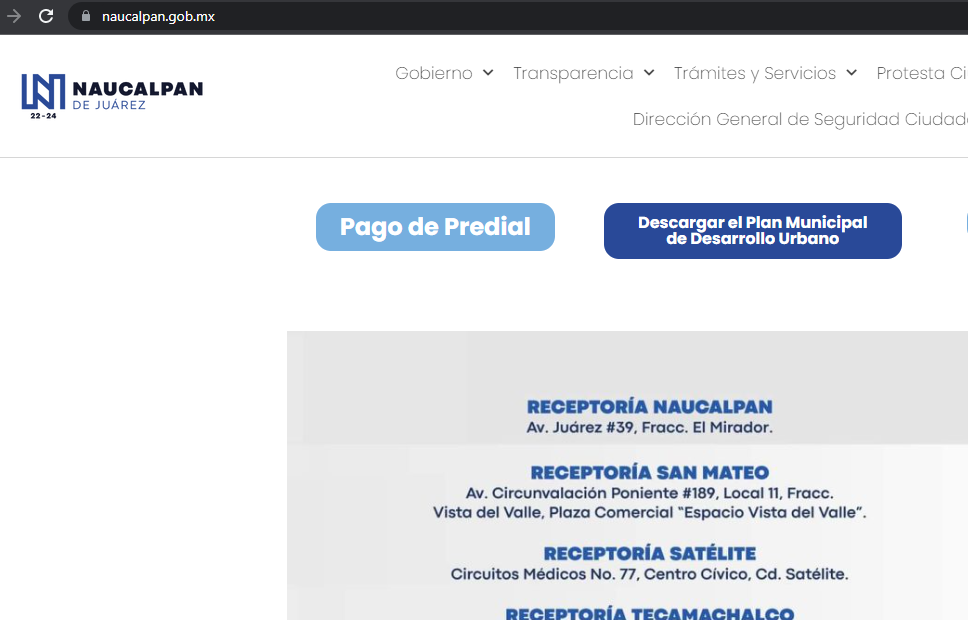 naucalpan.gob.mx
NAUCALPAN
DE JUÁREZ
22-24
Gobierno Transparencia Trámites y Servicios Protesta Ci
Dirección General de Seguridad Ciudad
Pago de Predial
Descargar el Plan Municipal
de Desarrollo Urbano
RECEPTORÍA NAUCALPAN
Av. Juárez #39, Fracc. El Mirador.
RECEPTORÍA SAN MATEO
Av. Circunvalación Poniente #189, Local 11, Fracc.
Vista del Valle, Plaza Comercial “Espacio Vista del Valle”.
RECEPTORÍA SATÉLITE
Circuitos Médicos No. 77, Centro Cívico, Cd. Satélite.
RECEPTORÍA TECAMACHALCO